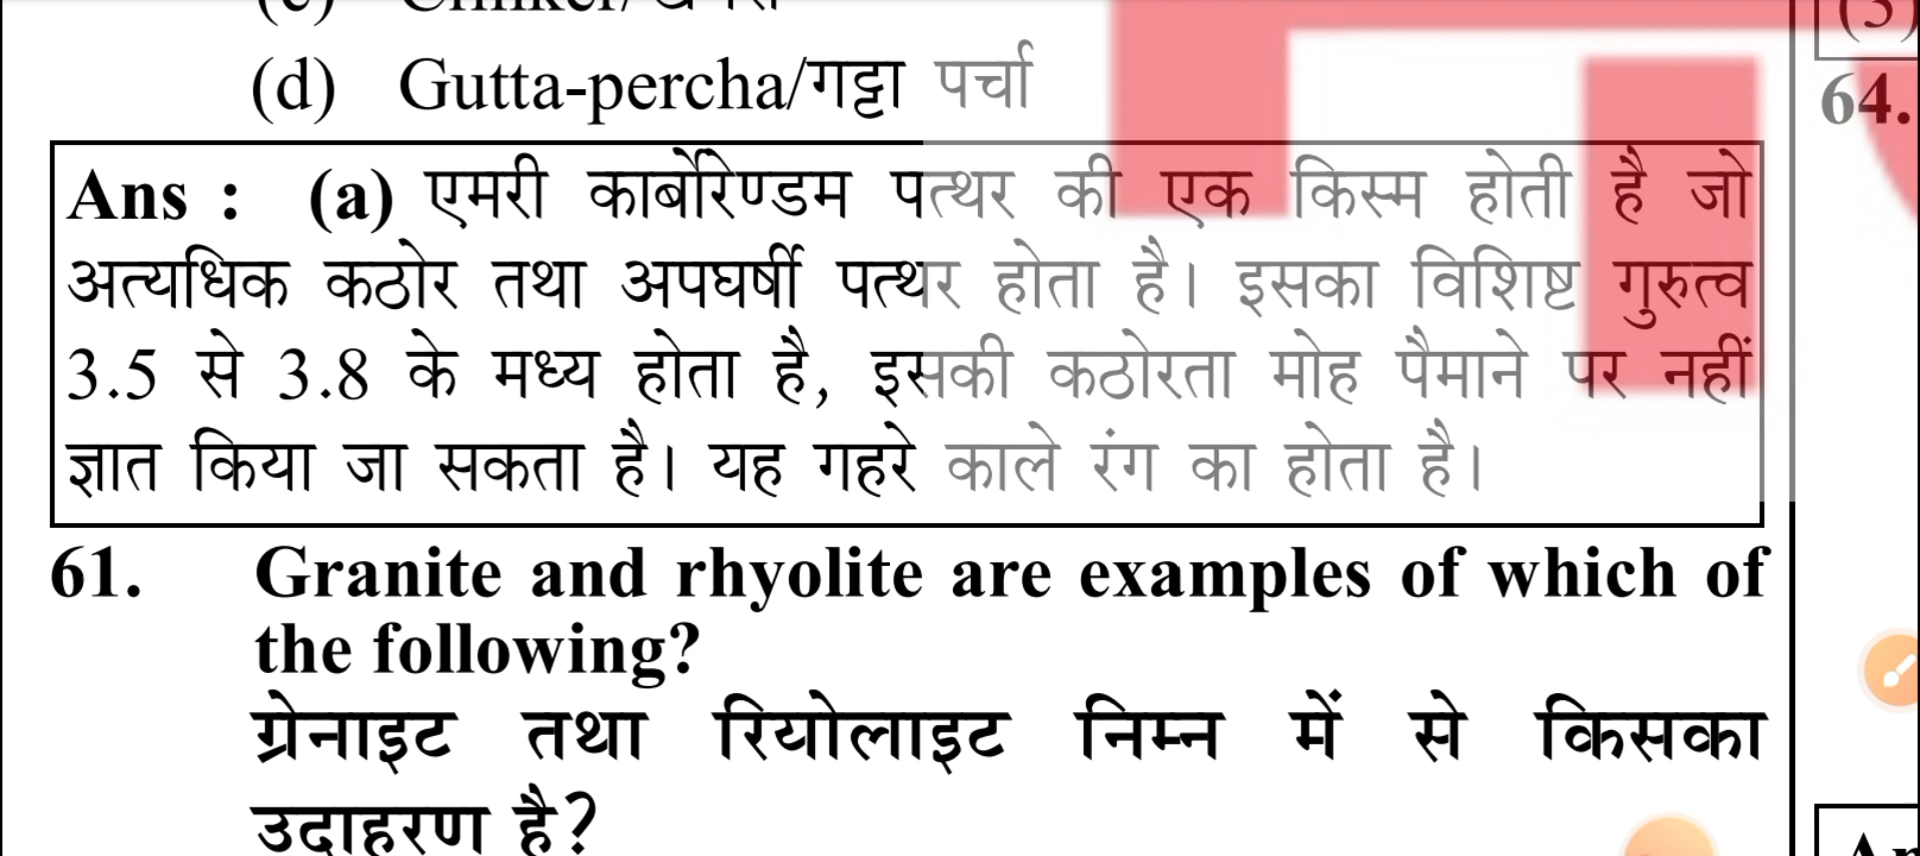 (d) Gutta-percha/गट्टा पर्चा
Ans : (a) एमरी कार्बोरेण्डम पत्थर की एक किस्म होती है जो
अत्यधिक कठोर तथा अपघर्षी पत्थर होता है। इसका विशिष्ट गुरुत्व
3.5 से 3.8 के मध्य होता है, इसकी कठोरता मोह पैमाने पर नहीं
ज्ञात किया जा सकता है। यह गहरे काले रंग का होता है।
61. Granite and rhyolite are examples of which of
the following?
ग्रेनाइट तथा रियोलाइट निम्न में से किसका
उदाहरण है?
64.